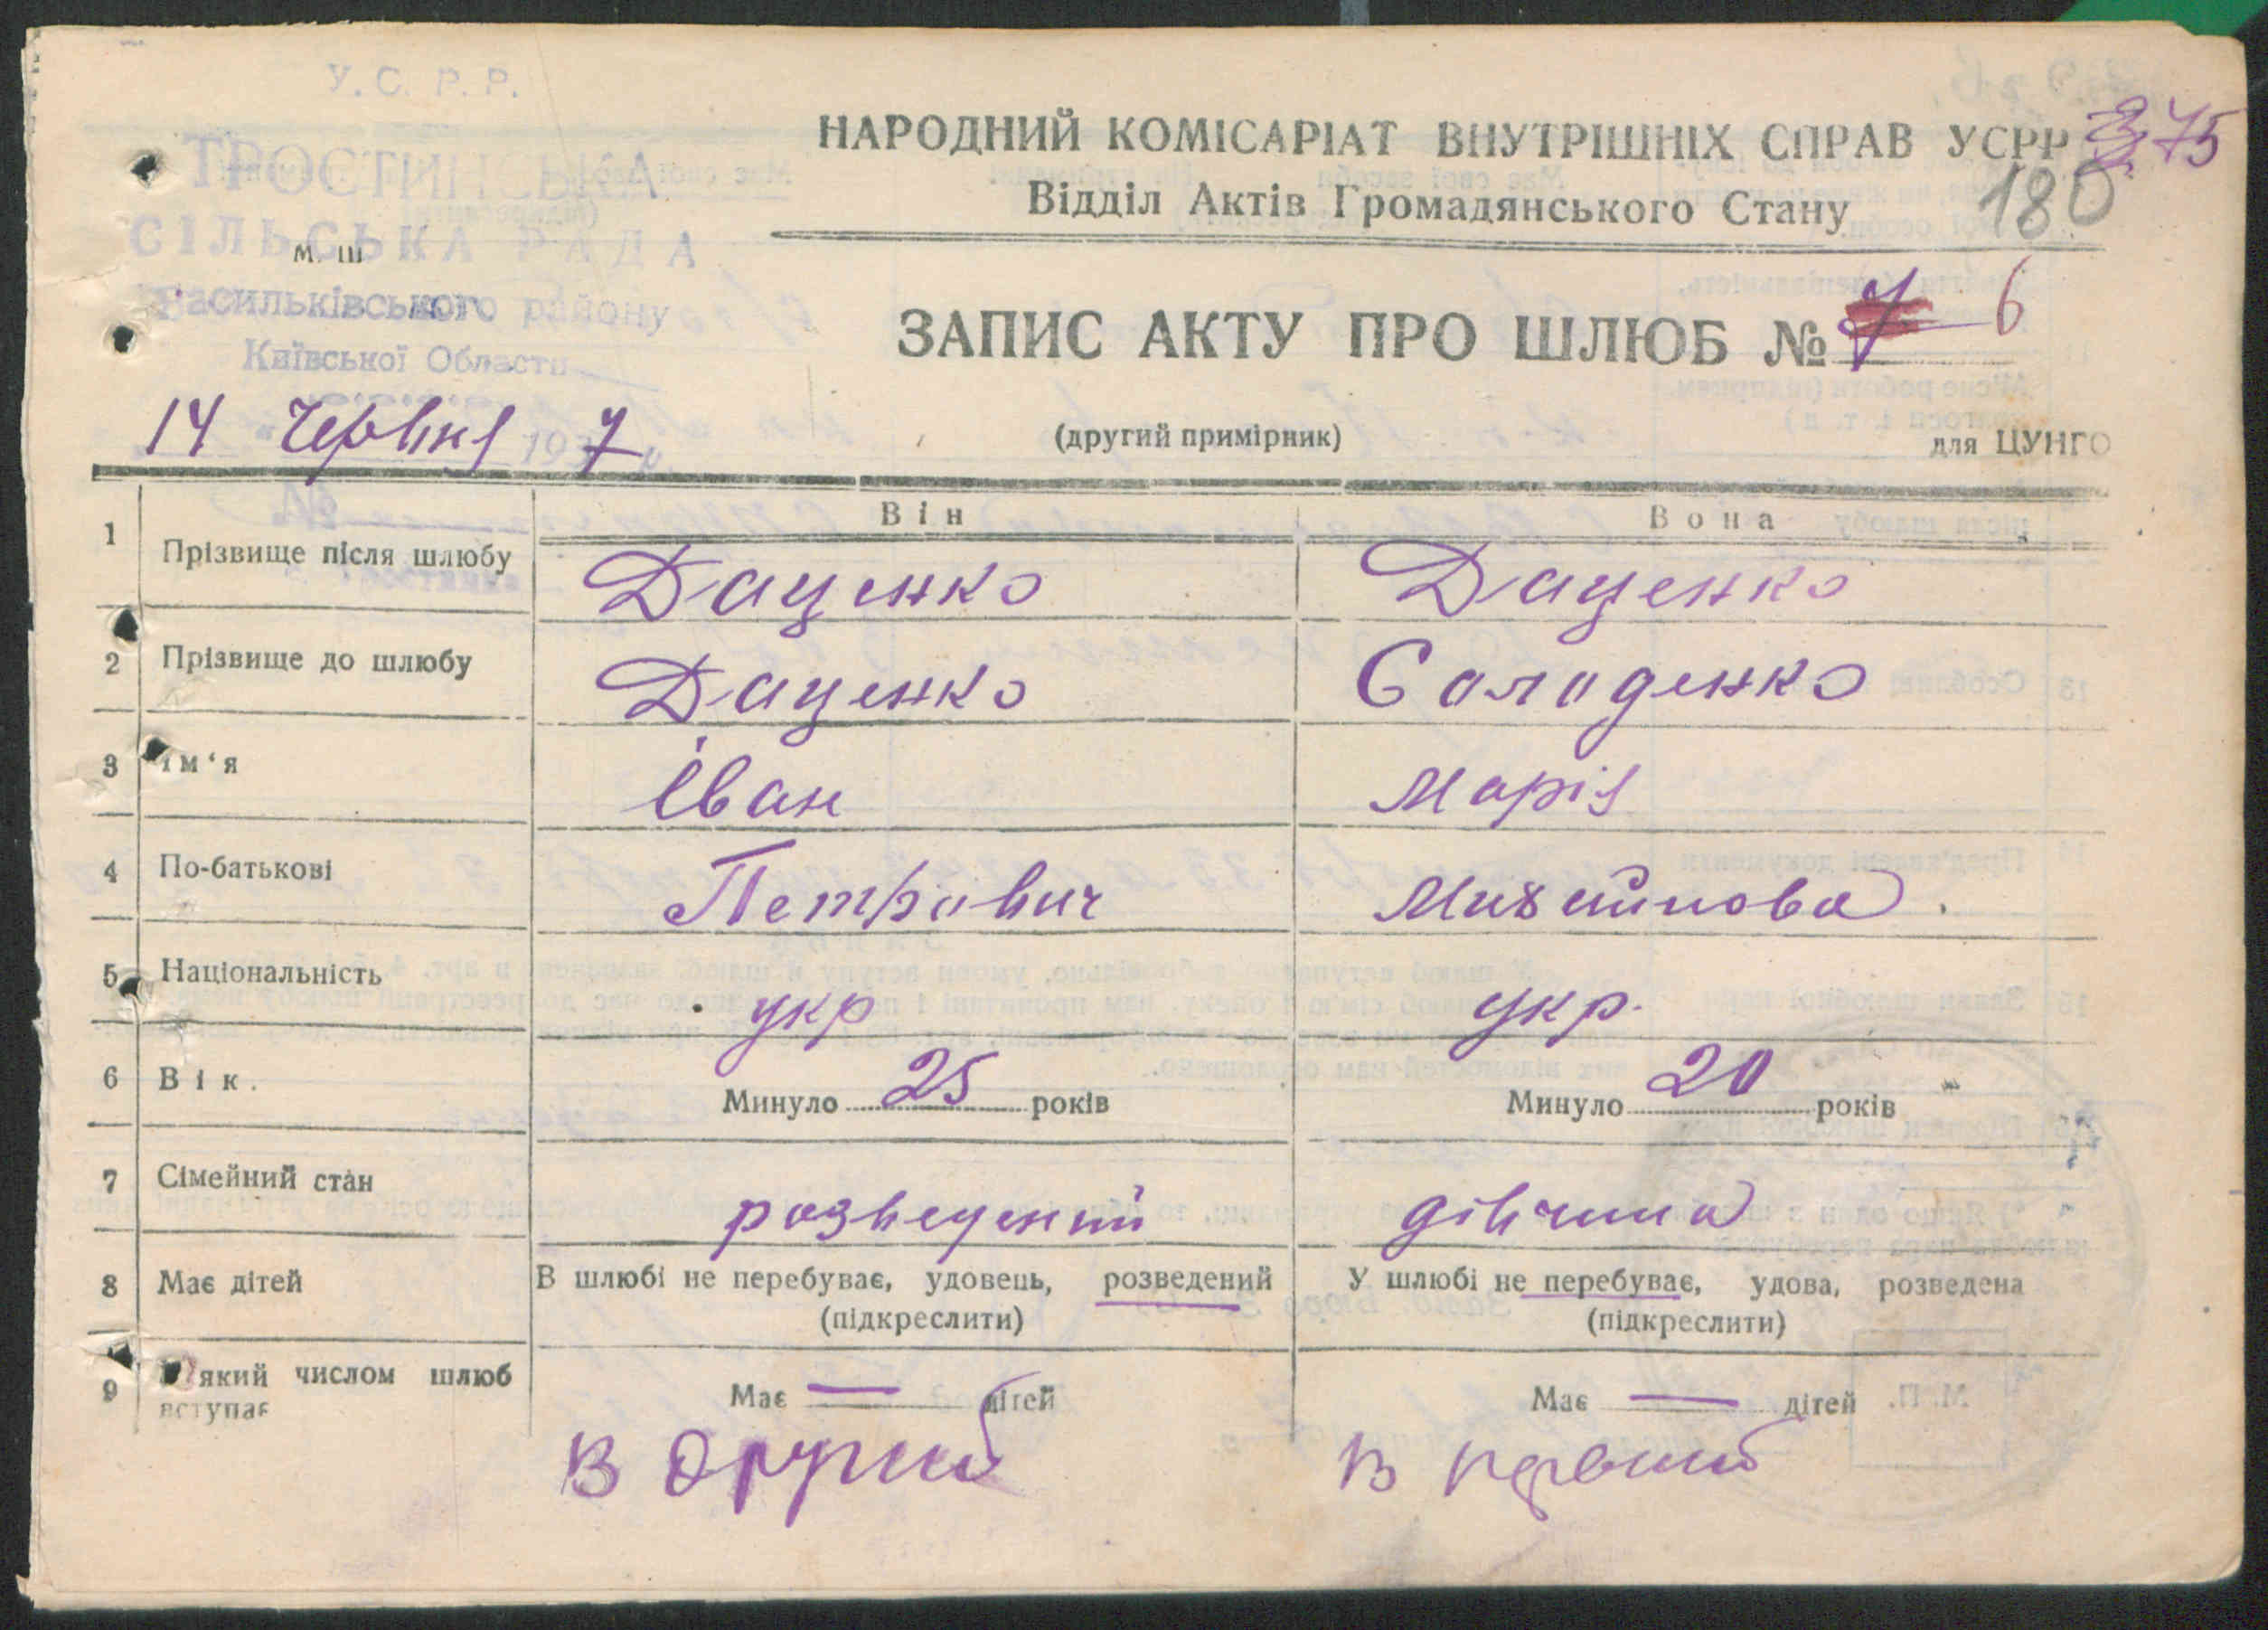 У. С. Р. Р.
ТРОСТИНСЬКА
СІЛЬСЬКА РАДА
М. Ш
Васильківського району
Київської Области
14 Червня 1937 р.
НАРОДНИЙ КОМІСАРІАТ ВНУТРІШНІХ СПРАВ УСРР 375
Відділ Актів Громадянського Стану 180
ЗАПИС АКТУ ПРО ШЛЮБ № 7 6
(другий примірник) для ЦУНГО
Він Вона
1 Прізвище після шлюбу Даценко Даценко
2 Прізвище до шлюбу Даценко Солоденко
3 Ім'я Іван Марія
4 По-батькові Петрович Михайлова
5 Національність укр укр.
6 Вік. Минуло 25 років Минуло 20 років
7 Сімейний стан розведений дівчина
8 Має дітей В шлюбі не перебуває, удовець, розведений У шлюбі не перебуває, удова, розведена
(підкреслити) (підкреслити)
9 який числом шлюб вступає Має — дітей Має — дітей
в другий в первий